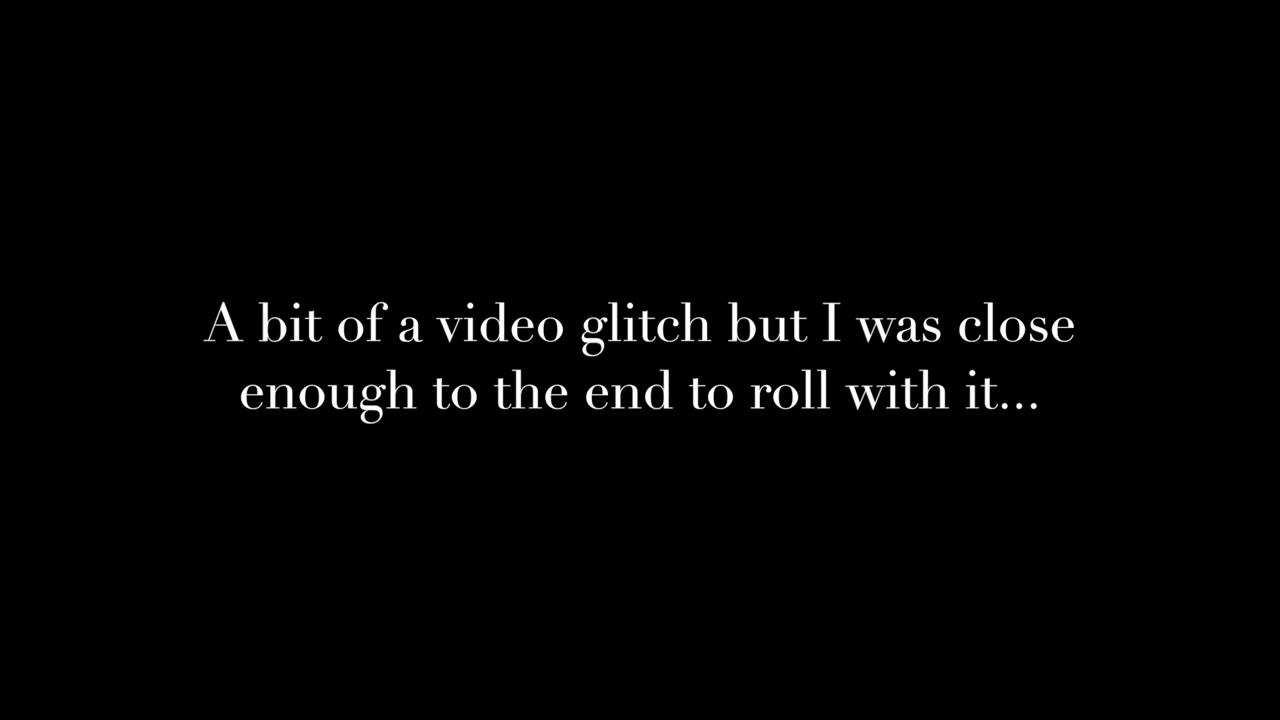 A bit of a video glitch but I was close
enough to the end to roll with it...